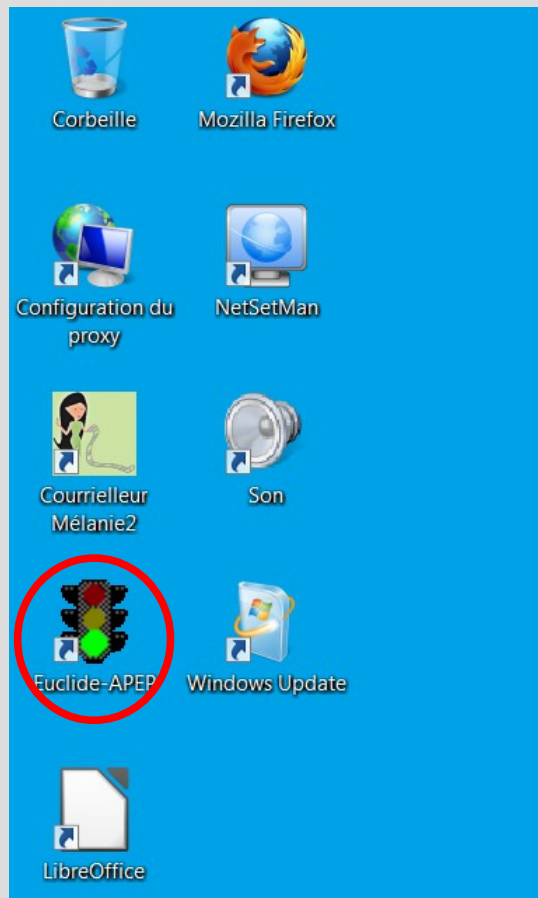 Corbeille
Mozilla Firefox
Configuration du
proxy
NetSetMan
Courrielleur
Mélanie2
Son
Euclide-APEP
Windows Update
LibreOffice